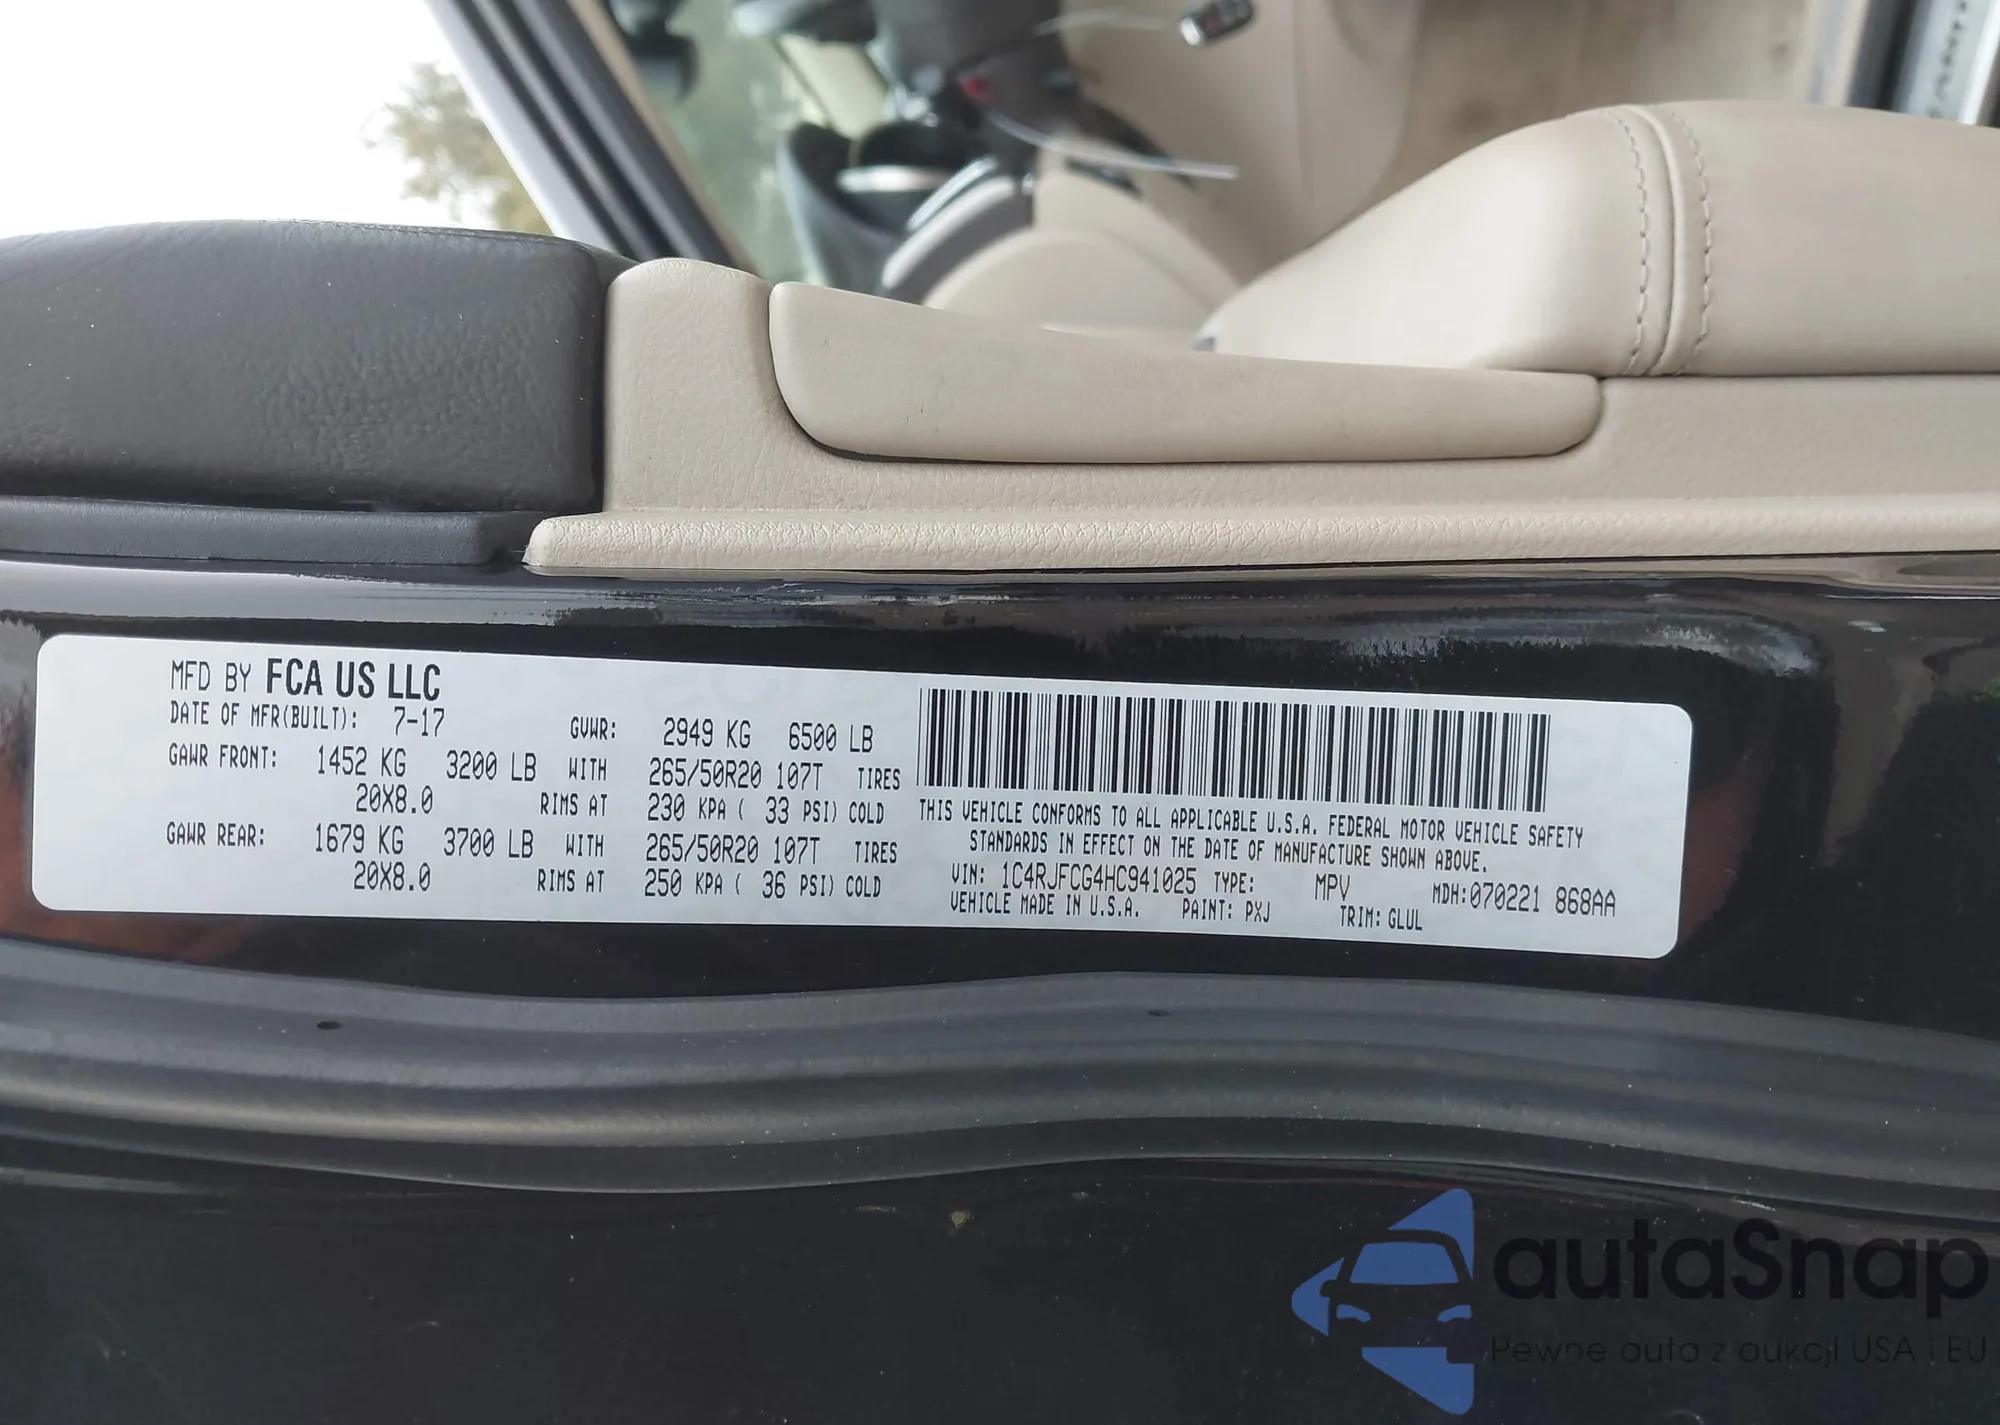 MFD BY FCA US LLC
DATE OF MFR(BUILT): 7-17 GVWR: 2949 KG 6500 LB
GAWR FRONT: 1452 KG 3200 LB WITH 265/50R20 107T TIRES
20X8.0 RIMS AT 230 KPA ( 33 PSI) COLD
GAWR REAR: 1679 KG 3700 LB WITH 265/50R20 107T TIRES
20X8.0 RIMS AT 250 KPA ( 36 PSI) COLD
THIS VEHICLE CONFORMS TO ALL APPLICABLE U.S.A. FEDERAL MOTOR VEHICLE SAFETY
STANDARDS IN EFFECT ON THE DATE OF MANUFACTURE SHOWN ABOVE.
VIN: 1C4RJFCG4HC941025 TYPE: MPV MDH:070221 868AA
VEHICLE MADE IN U.S.A. PAINT: PXJ TRIM: GLUL
autaSnap
Pewne auta z aukcji USA i EU